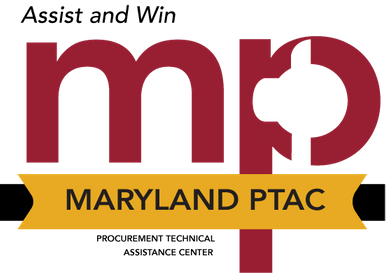 Assist and Win
mp
MARYLAND PTAC
PROCUREMENT TECHNICAL
ASSISTANCE CENTER